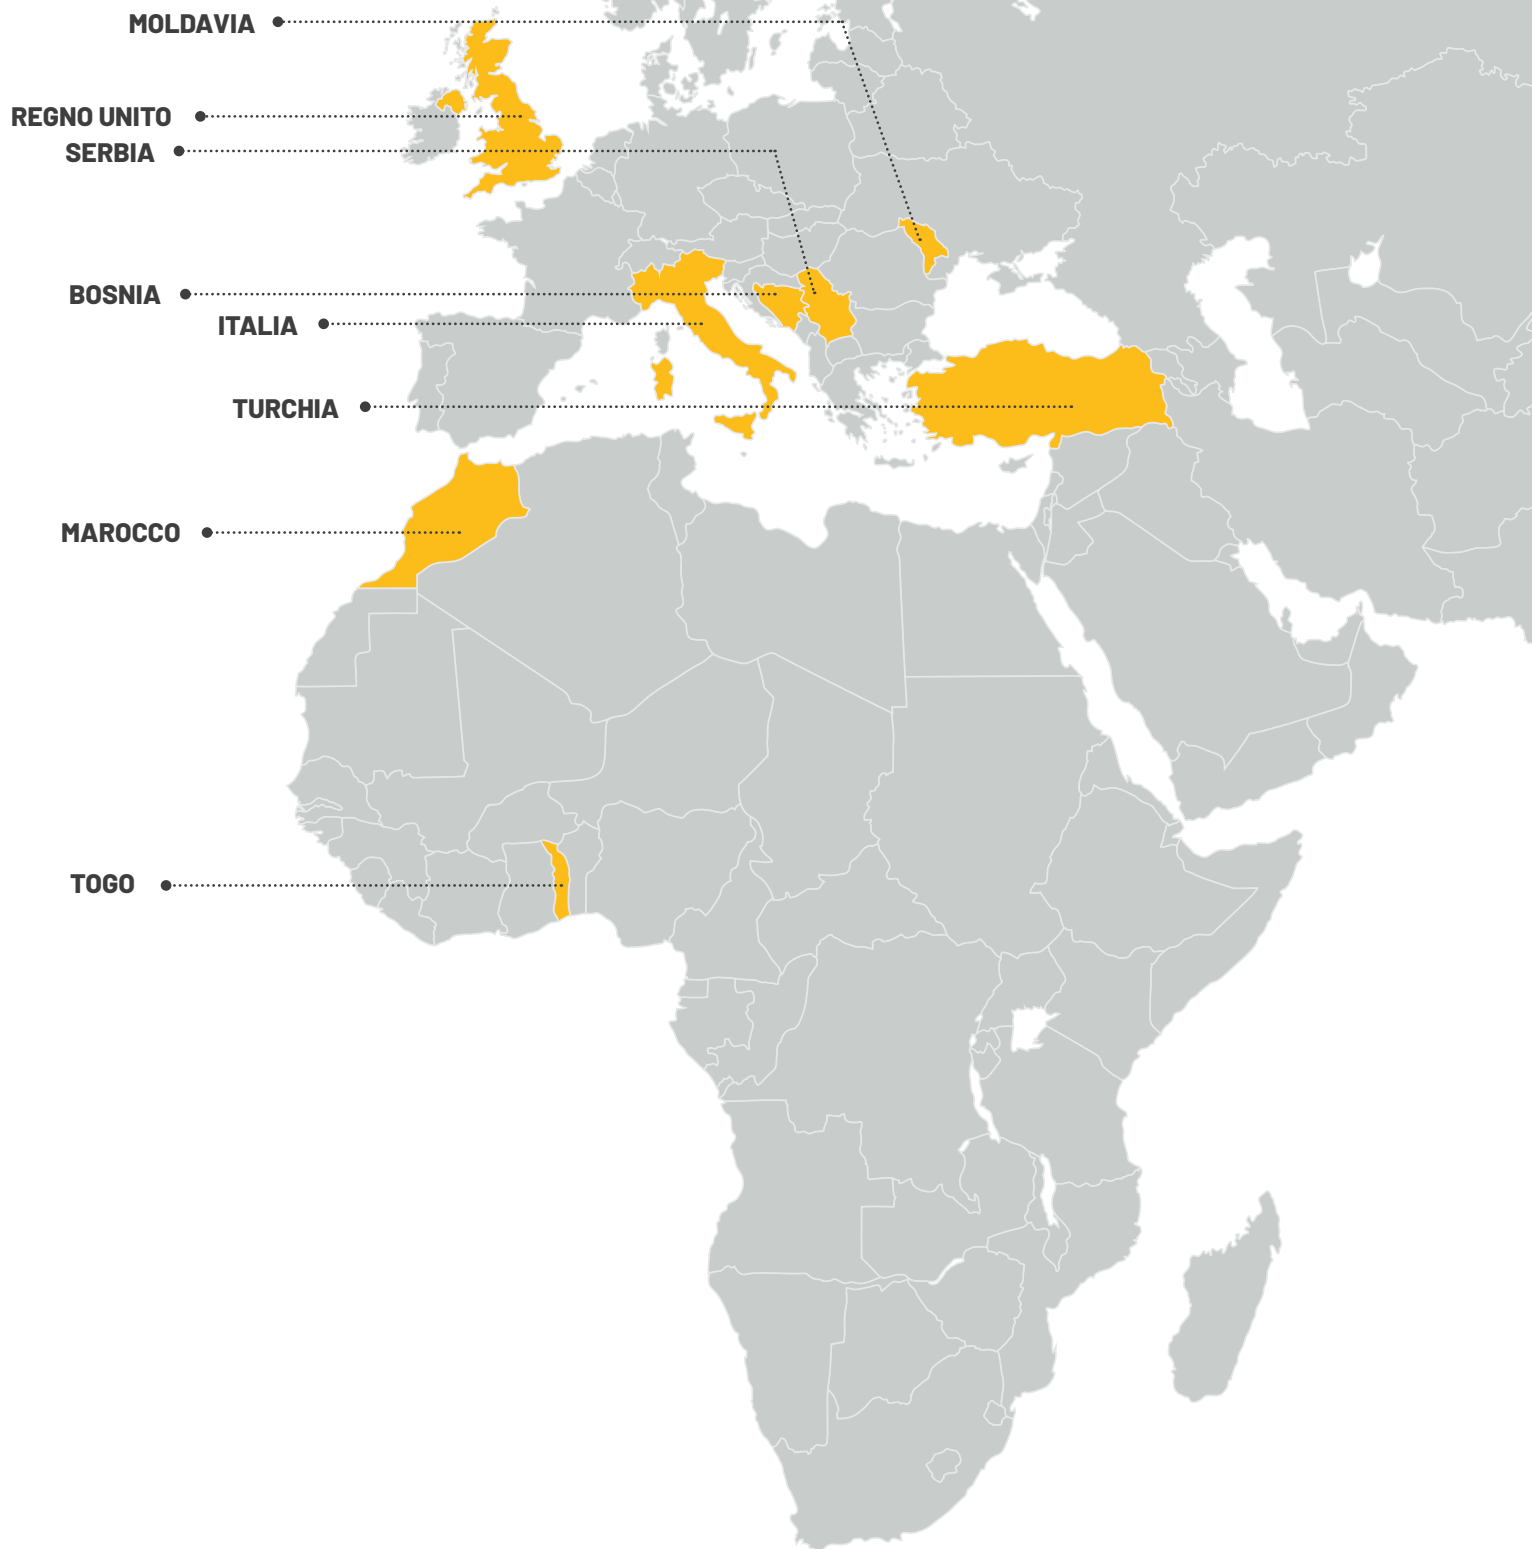 MOLDAVIA
REGNO UNITO
SERBIA
BOSNIA
ITALIA
TURCHIA
MAROCCO
TOGO